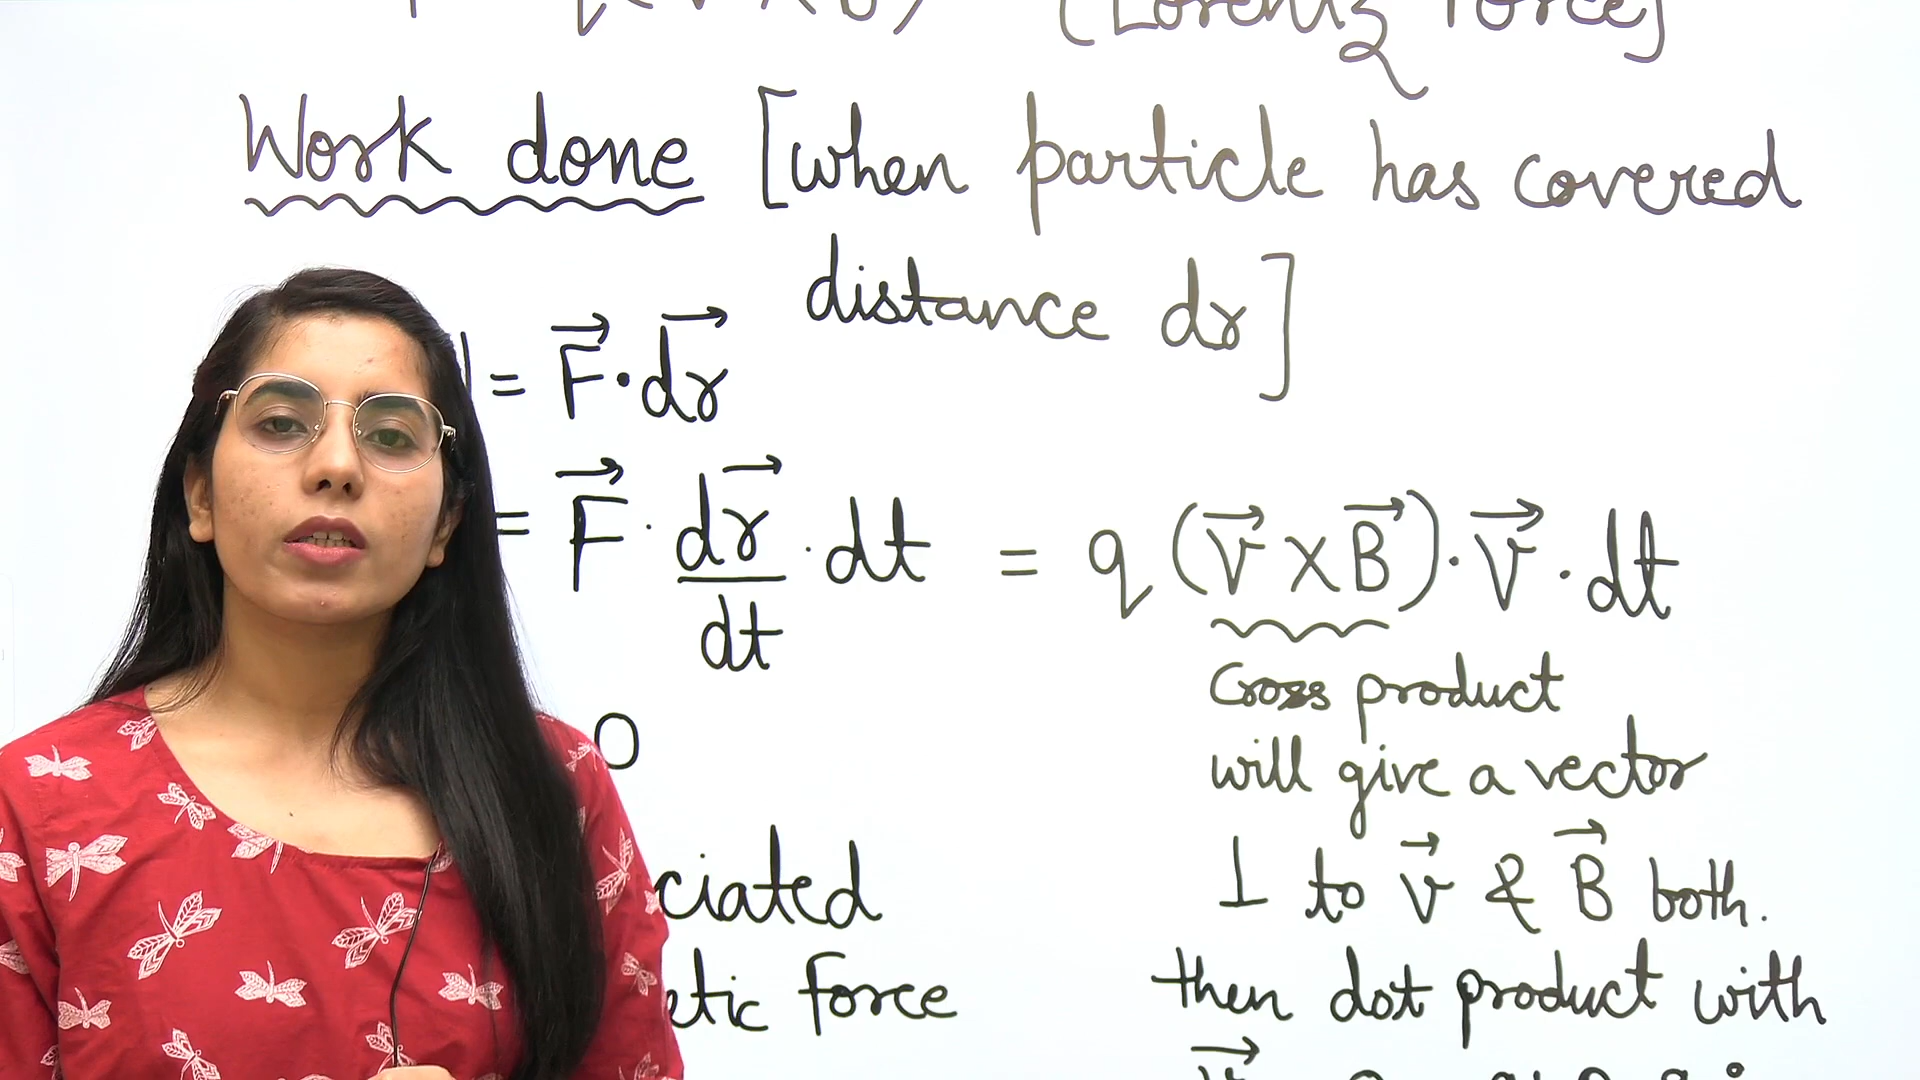 q(v⃗ × B⃗) [Lorentz Force]
Work done [when particle has covered
distance dr]
= F⃗ · dr⃗
= F⃗ · dr⃗/dt · dt = q (v⃗ × B⃗) · v⃗ · dt
Cross product
will give a vector
0
⊥ to v⃗ & B⃗ both.
ciated
then dot product with
etic force